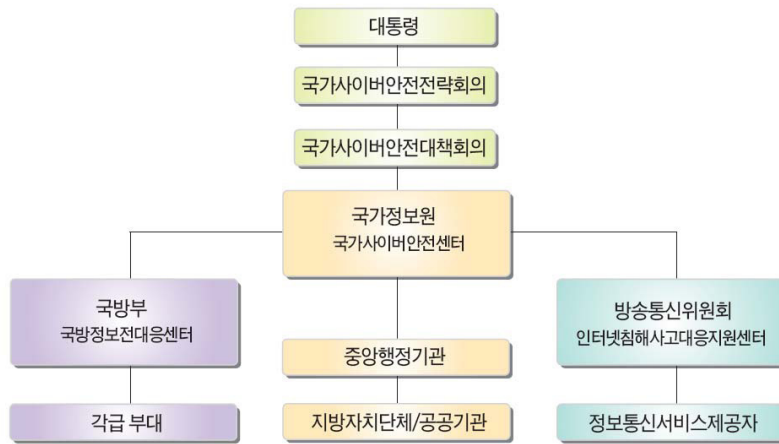 대통령
국가사이버안전전략회의
국가사이버안전대책회의
국가정보원
국가사이버안전센터
국방부
국방정보전대응센터
방송통신위원회
인터넷침해사고대응지원센터
중앙행정기관
각급 부대
지방자치단체/공공기관
정보통신서비스제공자